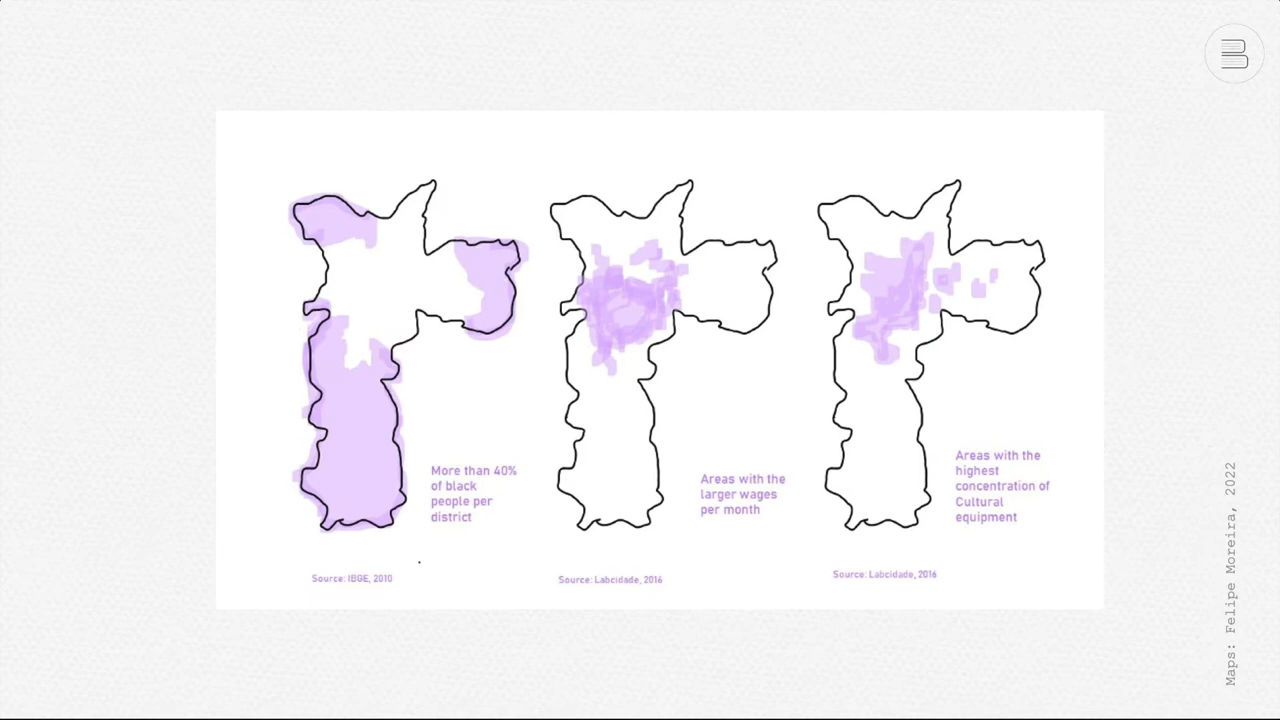 More than 40%
of black
people per
district
Source: IBGE, 2010
Areas with the
larger wages
per month
Source: Labcidade, 2016
Areas with the
highest
concentration of
Cultural
equipment
Source: Labcidade, 2016
Maps: Felipe Moreira, 2022